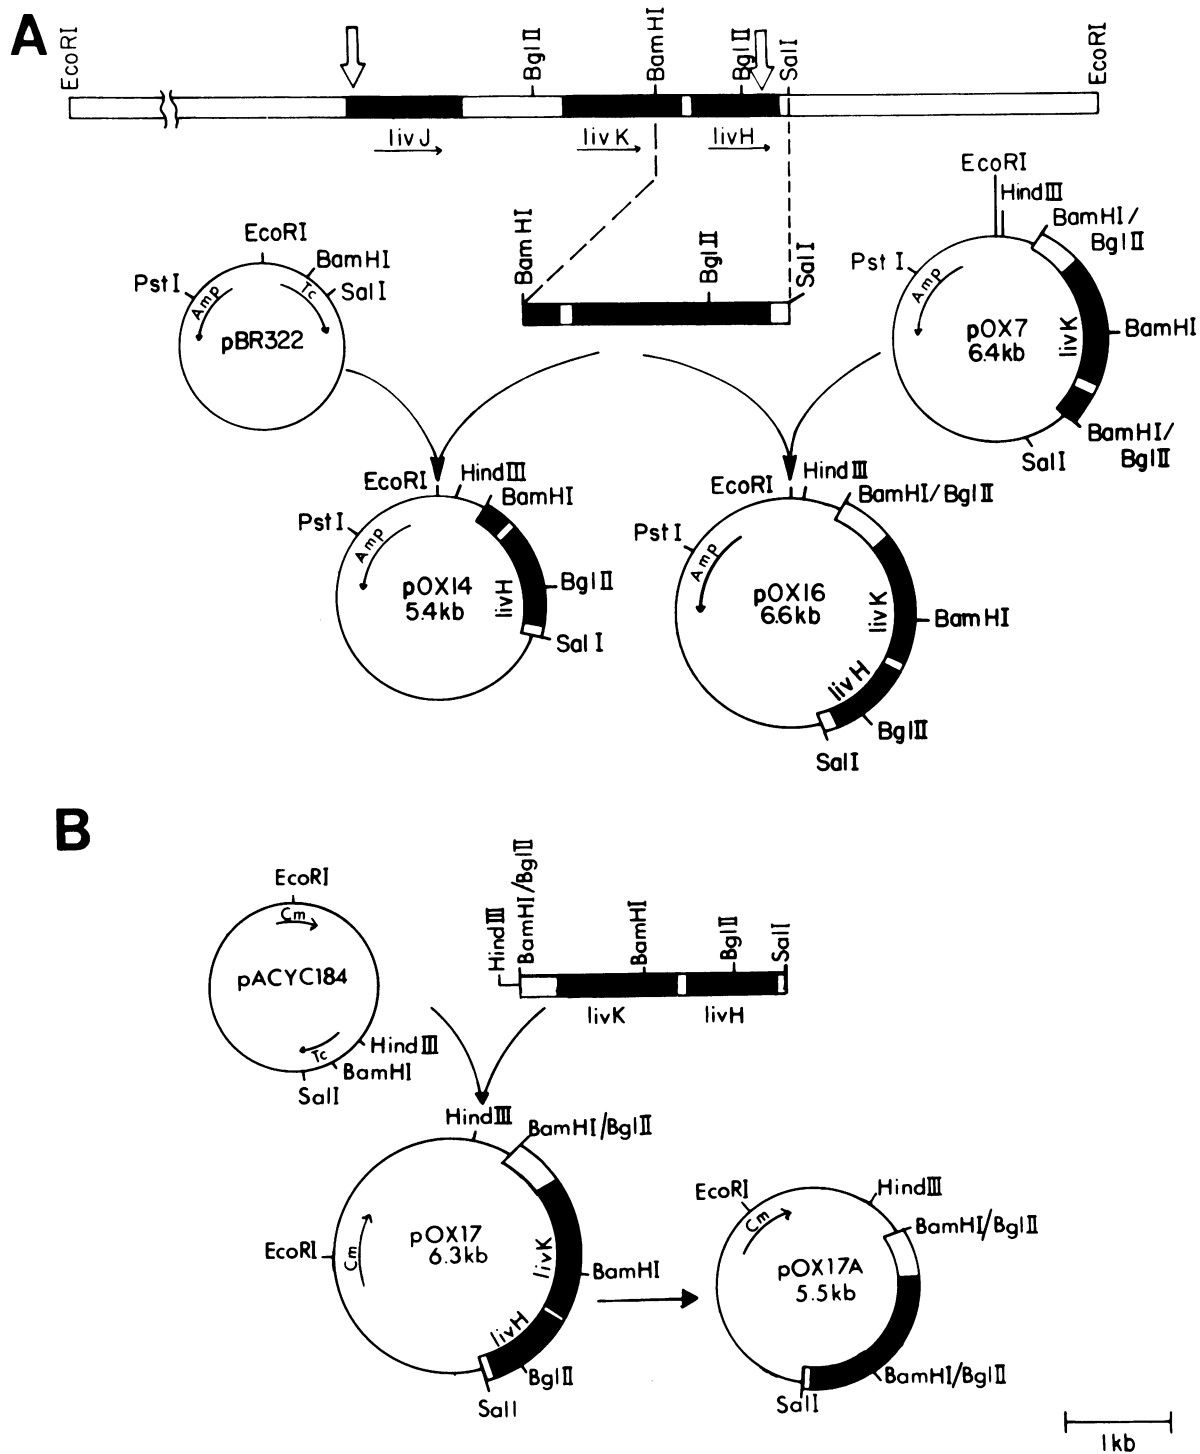 A
EcoRI
BglII
BamHI
BglII
SalI
EcoRI
livJ
livK
livH
EcoRI
HindIII
BamHI/
BglII
PstI
Amp
pOX7
6.4kb
livK
BamHI
BamHI/
BglII
SalI
BamHI
BglII
SalI
EcoRI
BamHI
PstI
SalI
Amp
Tc
pBR322
EcoRI
HindIII
BamHI
PstI
Amp
pOX14
5.4kb
livH
BglII
SalI
EcoRI
HindIII
BamHI/BglII
PstI
Amp
pOX16
6.6kb
livK
BamHI
livH
BglII
SalI
B
EcoRI
Cm
pACYC184
Tc
HindIII
BamHI
SalI
HindIII
BamHI/BglII
BamHI
BglII
SalI
livK
livH
HindIII
BamHI/BglII
EcoRI
Cm
pOX17
6.3kb
livK
BamHI
livH
BglII
SalI
EcoRI
HindIII
Cm
BamHI/BglII
pOX17A
5.5kb
BamHI/BglII
SalI
1kb